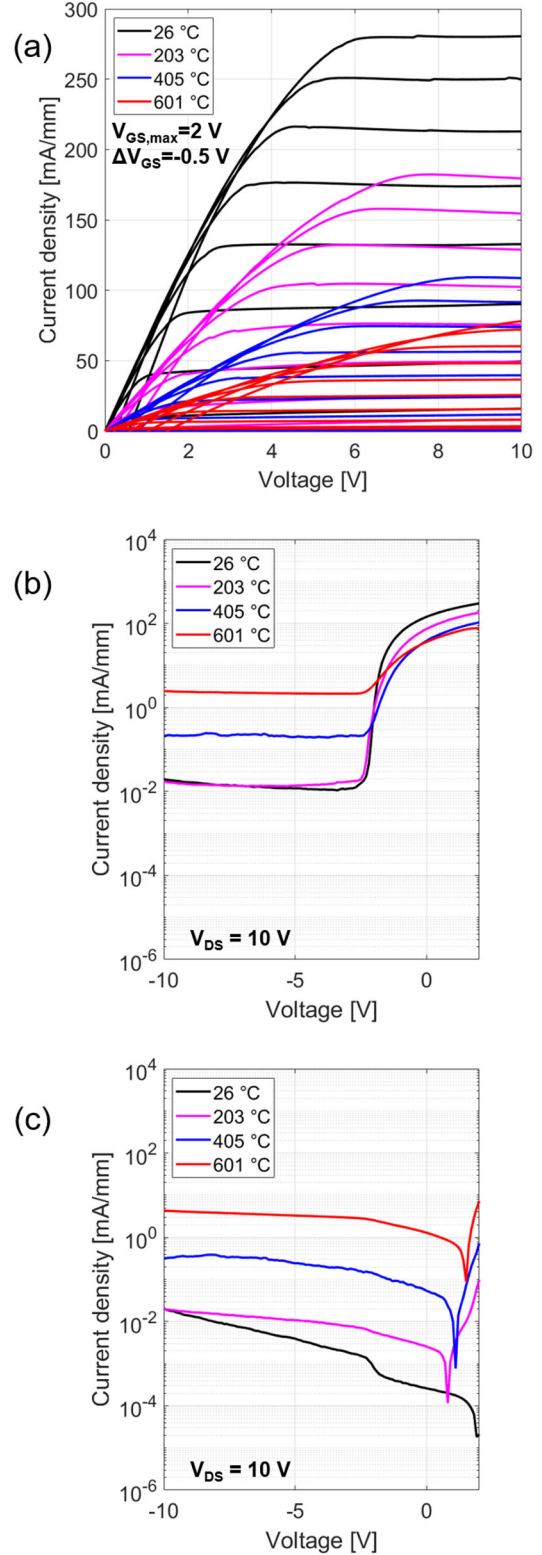 (a)
300
250
200
150
100
50
0
Current density [mA/mm]
26 °C
203 °C
405 °C
601 °C
V_GS,max=2 V
ΔV_GS=-0.5 V
0 2 4 6 8 10
Voltage [V]
(b)
10^4
10^2
10^0
10^-2
10^-4
10^-6
Current density [mA/mm]
26 °C
203 °C
405 °C
601 °C
V_DS = 10 V
-10 -5 0
Voltage [V]
(c)
10^4
10^2
10^0
10^-2
10^-4
10^-6
Current density [mA/mm]
26 °C
203 °C
405 °C
601 °C
V_DS = 10 V
-10 -5 0
Voltage [V]